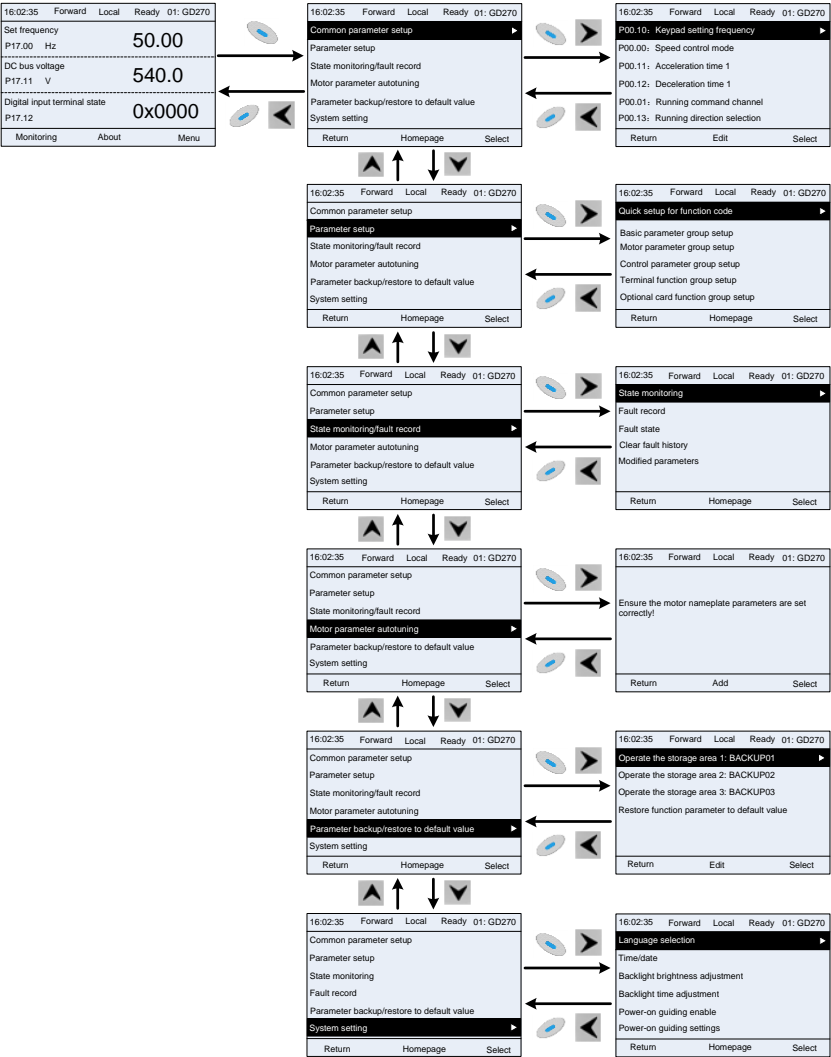 16:02:35 Forward Local Ready 01: GD270
Set frequency
P17.00 Hz 50.00
DC bus voltage
P17.11 V 540.0
Digital input terminal state
P17.12 0x0000
Monitoring About Menu
16:02:35 Forward Local Ready 01: GD270
Common parameter setup
Parameter setup
State monitoring/fault record
Motor parameter autotuning
Parameter backup/restore to default value
System setting
Return Homepage Select
16:02:35 Forward Local Ready 01: GD270
P00.10: Keypad setting frequency
P00.00: Speed control mode
P00.11: Acceleration time 1
P00.12: Deceleration time 1
P00.01: Running command channel
P00.13: Running direction selection
Return Edit Select
16:02:35 Forward Local Ready 01: GD270
Common parameter setup
Parameter setup
State monitoring/fault record
Motor parameter autotuning
Parameter backup/restore to default value
System setting
Return Homepage Select
16:02:35 Forward Local Ready 01: GD270
Quick setup for function code
Basic parameter group setup
Motor parameter group setup
Control parameter group setup
Terminal function group setup
Optional card function group setup
Return Homepage Select
16:02:35 Forward Local Ready 01: GD270
Common parameter setup
Parameter setup
State monitoring/fault record
Motor parameter autotuning
Parameter backup/restore to default value
System setting
Return Homepage Select
16:02:35 Forward Local Ready 01: GD270
State monitoring
Fault record
Fault state
Clear fault history
Modified parameters
Return Homepage Select
16:02:35 Forward Local Ready 01: GD270
Common parameter setup
Parameter setup
State monitoring/fault record
Motor parameter autotuning
Parameter backup/restore to default value
System setting
Return Homepage Select
16:02:35 Forward Local Ready 01: GD270
Ensure the motor nameplate parameters are set
correctly!
Return Add Select
16:02:35 Forward Local Ready 01: GD270
Common parameter setup
Parameter setup
State monitoring/fault record
Motor parameter autotuning
Parameter backup/restore to default value
System setting
Return Homepage Select
16:02:35 Forward Local Ready 01: GD270
Operate the storage area 1: BACKUP01
Operate the storage area 2: BACKUP02
Operate the storage area 3: BACKUP03
Restore function parameter to default value
Return Edit Select
16:02:35 Forward Local Ready 01: GD270
Common parameter setup
Parameter setup
State monitoring
Fault record
Parameter backup/restore to default value
System setting
Return Homepage Select
16:02:35 Forward Local Ready 01: GD270
Language selection
Time/date
Backlight brightness adjustment
Backlight time adjustment
Power-on guiding enable
Power-on guiding settings
Return Homepage Select